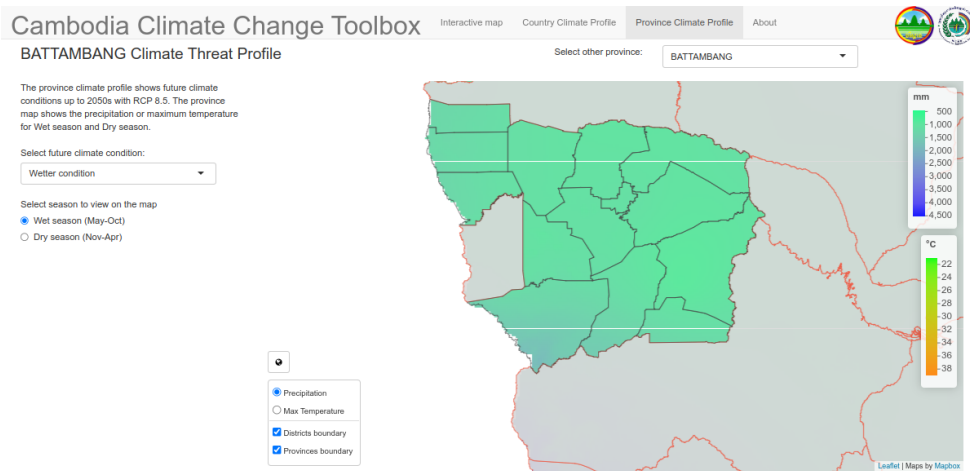 Cambodia Climate Change Toolbox
Interactive map
Country Climate Profile
Province Climate Profile
About
BATTAMBANG Climate Threat Profile
Select other province:
BATTAMBANG
The province climate profile shows future climate
conditions up to 2050s with RCP 8.5. The province
map shows the precipitation or maximum temperature
for Wet season and Dry season.
Select future climate condition:
Wetter condition
Select season to view on the map
Wet season (May-Oct)
Dry season (Nov-Apr)
mm
500
1,000
1,500
2,000
2,500
3,000
3,500
4,000
4,500
°C
22
24
26
28
30
32
34
36
38
Precipitation
Max Temperature
Districts boundary
Provinces boundary
Leaflet | Maps by Mapbox